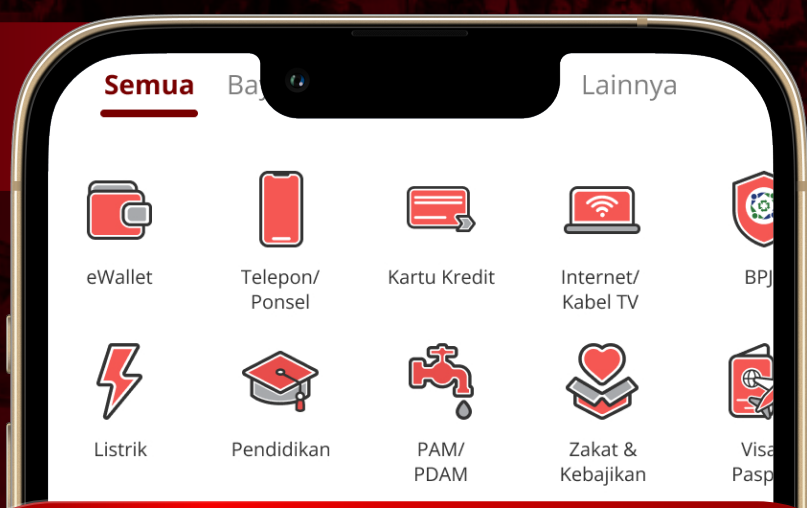 Semua
Lainnya
eWallet
Telepon/
Ponsel
Kartu Kredit
Internet/
Kabel TV
Listrik
Pendidikan
PAM/
PDAM
Zakat &
Kebajikan